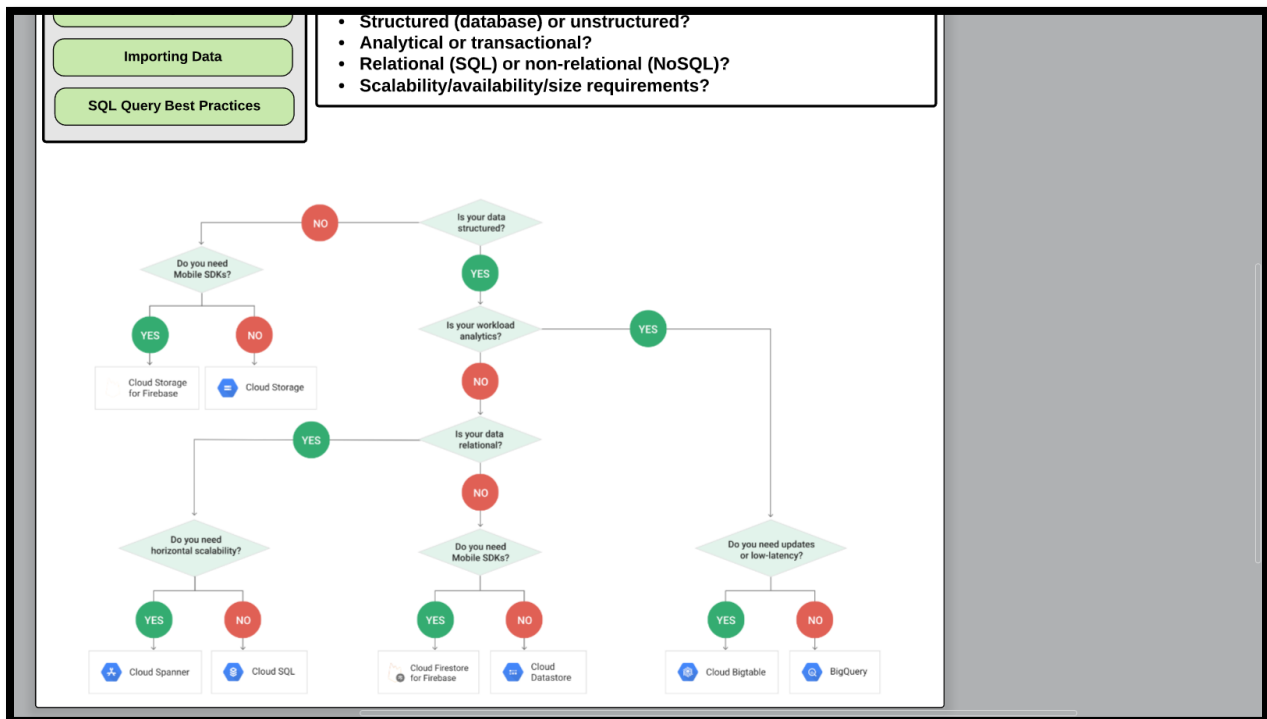 Importing Data
SQL Query Best Practices
• Structured (database) or unstructured?
• Analytical or transactional?
• Relational (SQL) or non-relational (NoSQL)?
• Scalability/availability/size requirements?
NO
Is your data
structured?
Do you need
Mobile SDKs?
YES
YES
NO
Is your workload
analytics?
YES
Cloud Storage
for Firebase
Cloud Storage
NO
YES
Is your data
relational?
NO
Do you need
horizontal scalability?
Do you need
Mobile SDKs?
Do you need updates
or low-latency?
YES
NO
YES
NO
YES
NO
Cloud Spanner
Cloud SQL
Cloud Firestore
for Firebase
Cloud
Datastore
Cloud Bigtable
BigQuery